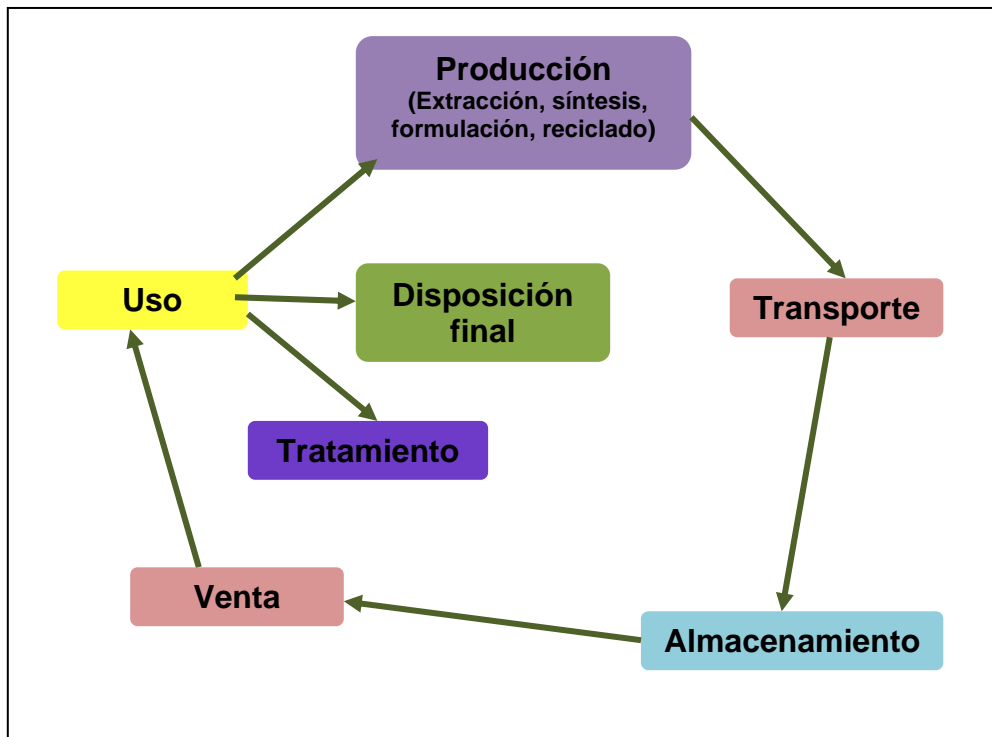 Producción
(Extracción, síntesis,
formulación, reciclado)
Uso
Disposición
final
Transporte
Tratamiento
Venta
Almacenamiento